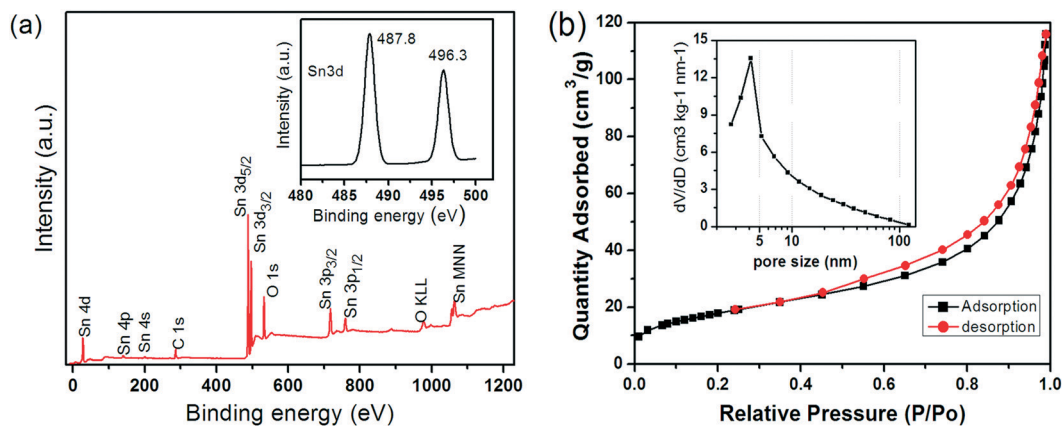 (a)
Intensity (a.u.)
Binding energy (eV)
0 200 400 600 800 1000 1200
Sn 4d
Sn 4p
Sn 4s
C 1s
Sn 3d5/2
Sn 3d3/2
O 1s
Sn 3p3/2
Sn 3p1/2
O KLL
Sn MNN
Sn3d
487.8
496.3
Intensity (a.u.)
480 485 490 495 500
Binding energy (eV)
(b)
Quantity Adsorbed (cm3/g)
120
100
80
60
40
20
0
0.0 0.2 0.4 0.6 0.8 1.0
Relative Pressure (P/Po)
dV/dD (cm3 kg-1 nm-1)
15
12
9
6
3
0
5 10 100
pore size (nm)
Adsorption
desorption